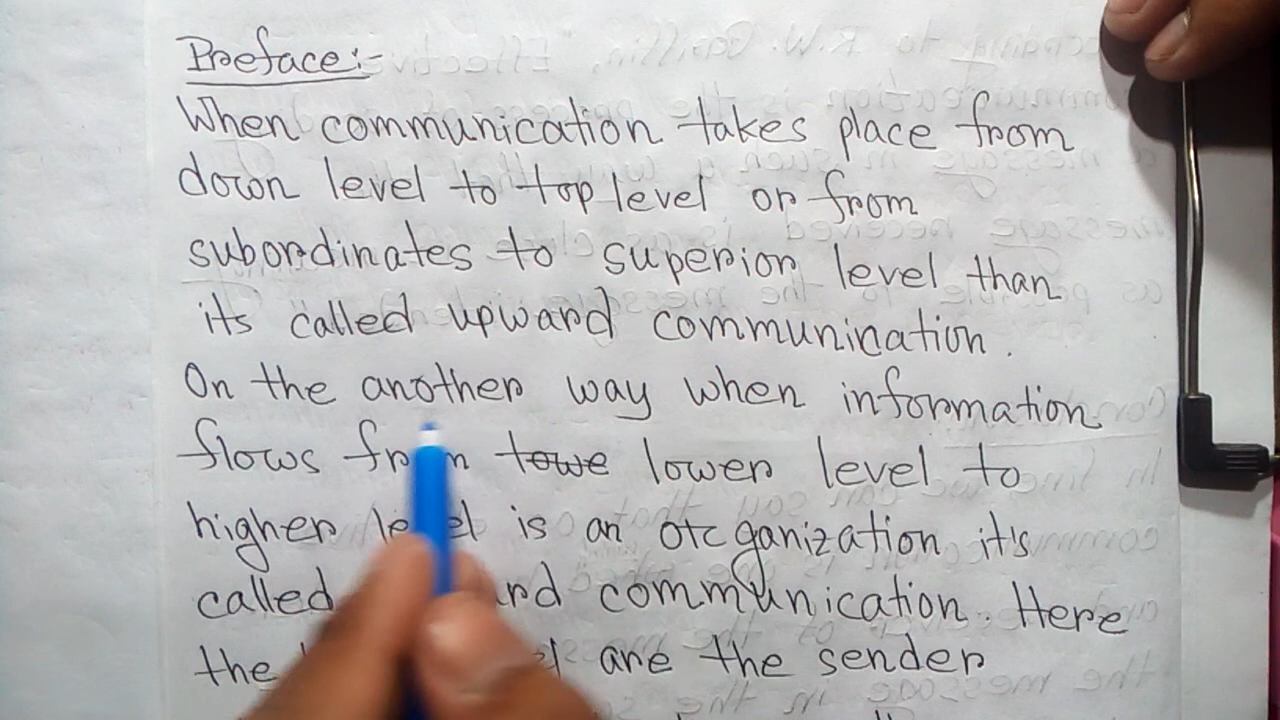 Preface:-
When communication takes place from
down level to top level or from
subordinates to superior level than
its called upward communication.
On the another way when information
flows towe lower level to
higher is an organization it's
called communication. Here
the are the sender